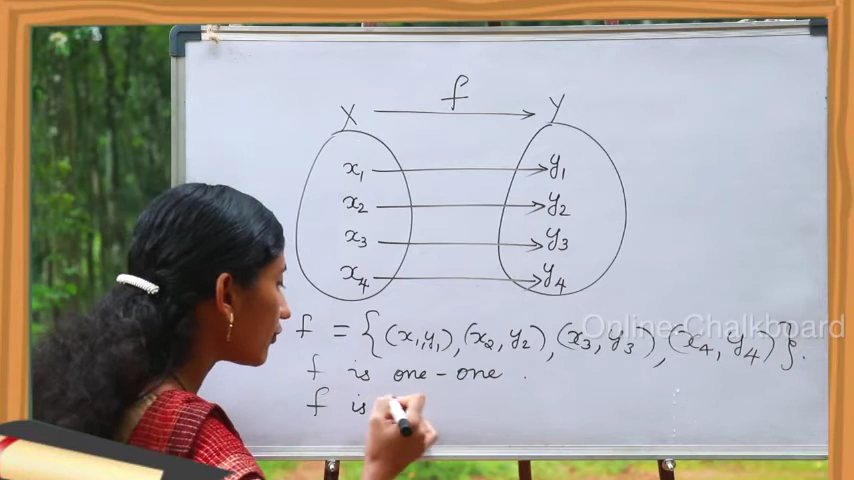 f
X Y
x₁ y₁
x₂ y₂
x₃ y₃
x₄ y₄
Online Chalkboard
f = {(x₁,y₁), (x₂, y₂), (x₃, y₃), (x₄, y₄)}.
f is one-one.
f is